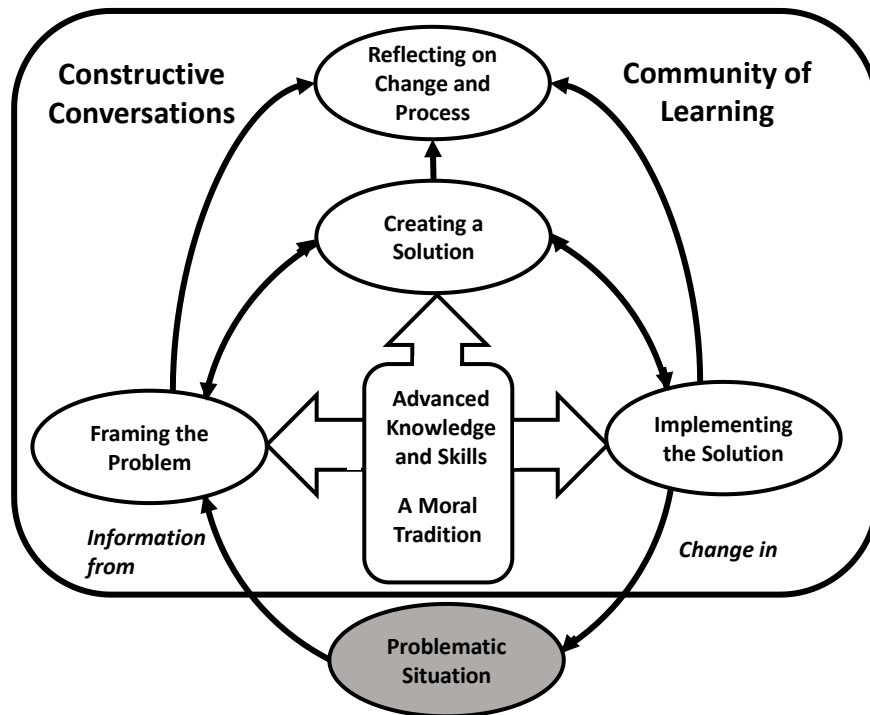 Reflecting on
Change and
Process
Constructive
Conversations
Community of
Learning
Creating a
Solution
Framing the
Problem
Advanced
Knowledge
and Skills
A Moral
Tradition
Implementing
the Solution
Information
from
Change in
Problematic
Situation